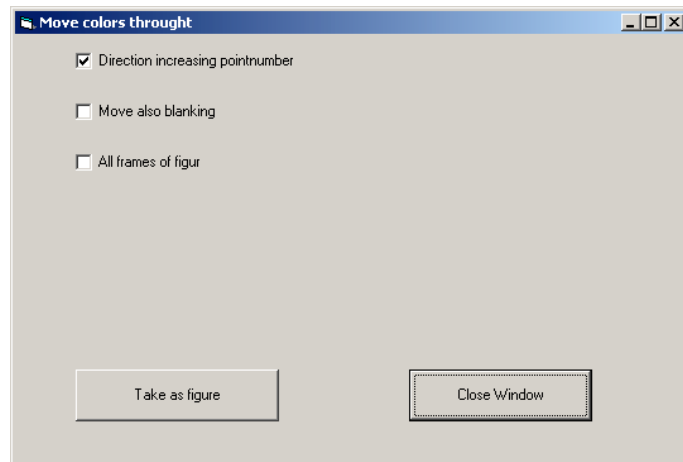 Move colors throught
Direction increasing pointnumber
Move also blanking
All frames of figur
Take as figure
Close Window